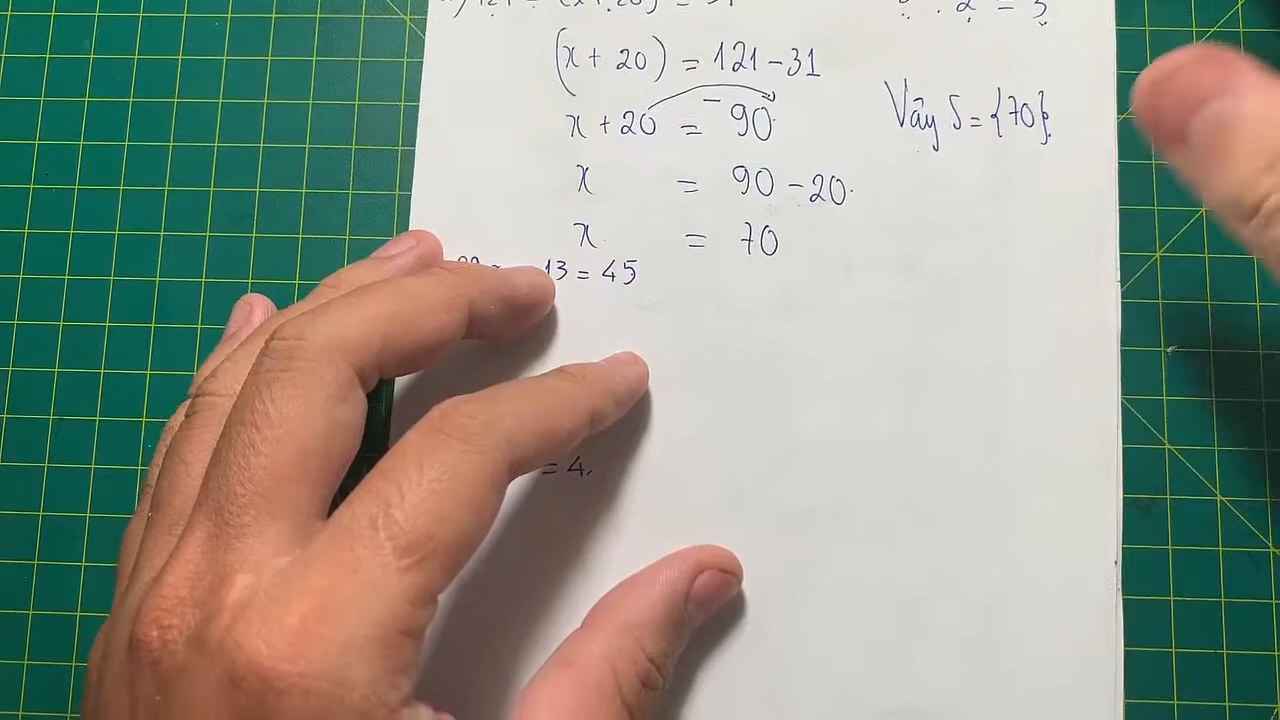 (x + 20) = 121 - 31
x + 20 = 90
x = 90 - 20
x = 70
Vậy S = {70}.
13 = 45
= 4.